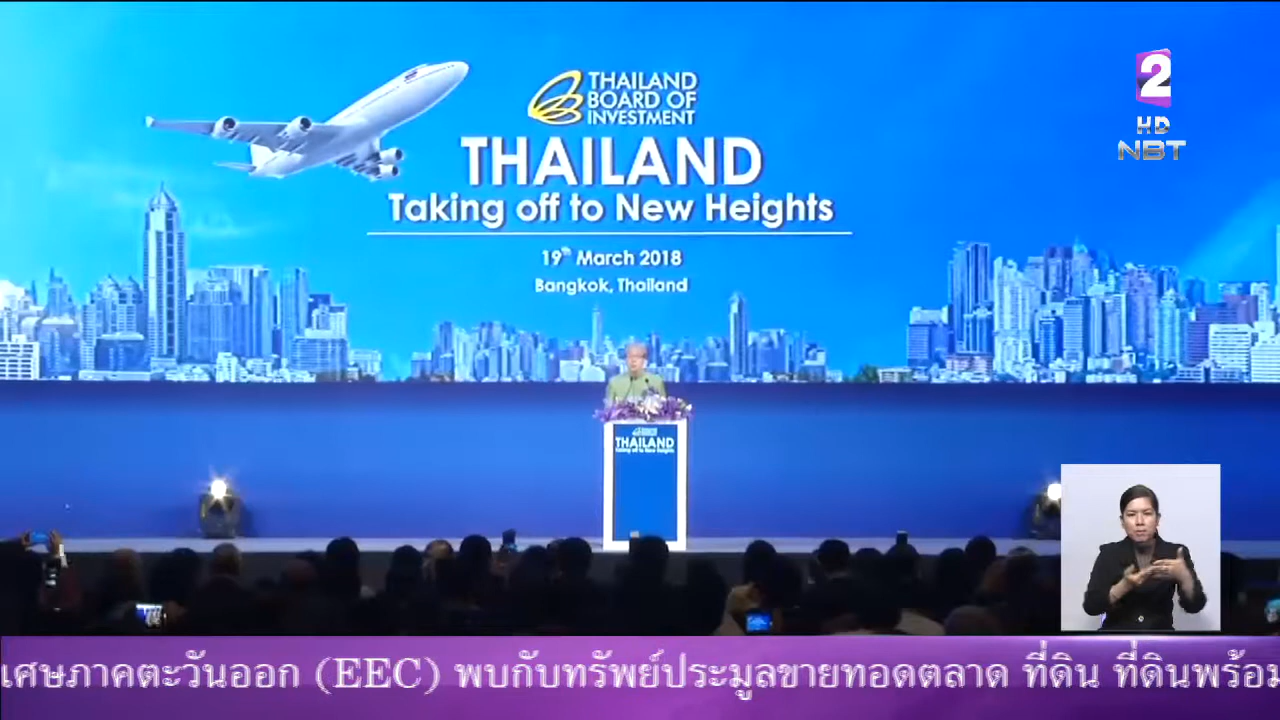 THAILAND
BOARD OF
INVESTMENT
THAILAND
Taking off to New Heights
19th March 2018
Bangkok, Thailand
2
HD
NBT
THAILAND
Taking off to New Heights
เศษภาคตะวันออก (EEC) พบกับทรัพย์ประมูลขายทอดตลาด ที่ดิน ที่ดินพร้อม